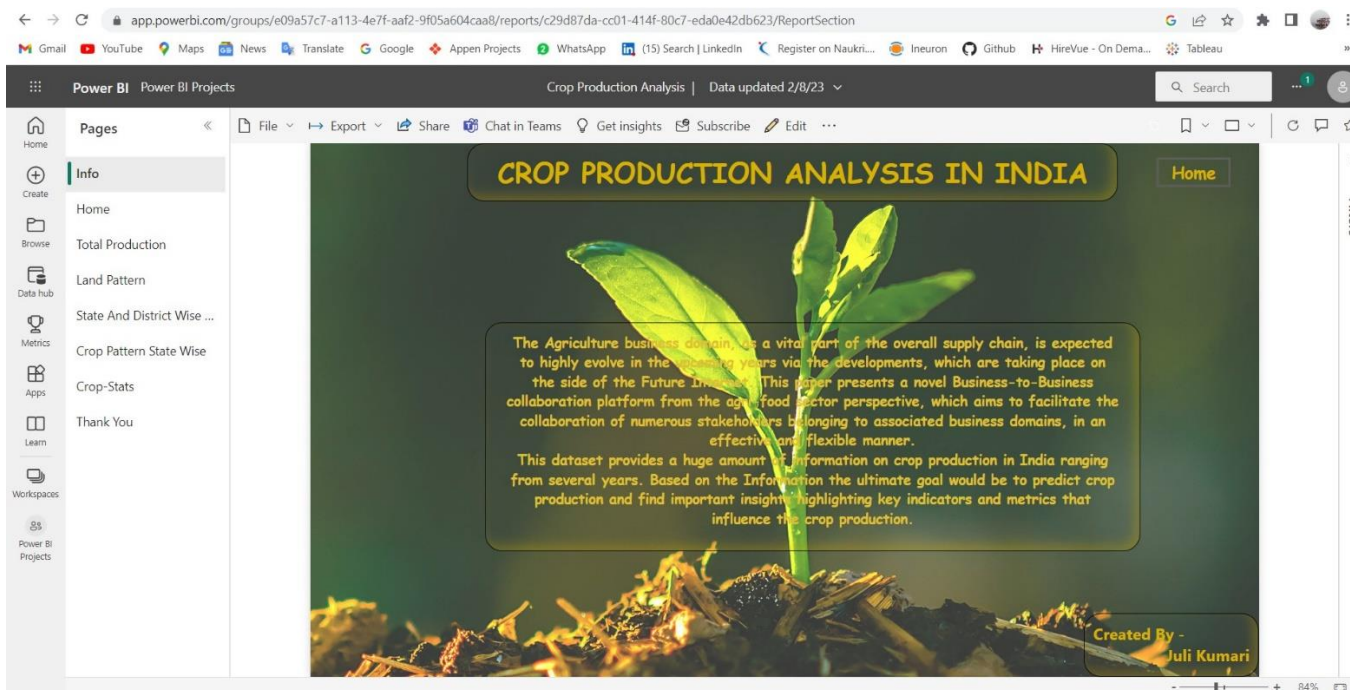 app.powerbi.com/groups/e09a57c7-a113-4e7f-aaf2-9f05a604caa8/reports/c29d87da-cc01-414f-80c7-eda0e42db623/ReportSection
Gmail YouTube Maps News Translate Google Appen Projects WhatsApp (15) Search | LinkedIn Register on Naukri.... Ineuron Github HireVue - On Dema... Tableau »
Power BI Power BI Projects Crop Production Analysis | Data updated 2/8/23 Search 1
Home
Create
Browse
Data hub
Metrics
Apps
Learn
Workspaces
Power BI
Projects
Pages
Info
Home
Total Production
Land Pattern
State And District Wise ...
Crop Pattern State Wise
Crop-Stats
Thank You
File Export Share Chat in Teams Get insights Subscribe Edit ...
CROP PRODUCTION ANALYSIS IN INDIA
Home
The Agriculture business domain, as a vital part of the overall supply chain, is expected
to highly evolve in the upcoming years via the developments, which are taking place on
the side of the Future Internet. This paper presents a novel Business-to-Business
collaboration platform from the agri-food sector perspective, which aims to facilitate the
collaboration of numerous stakeholders belonging to associated business domains, in an
effective and flexible manner.
This dataset provides a huge amount of information on crop production in India ranging
from several years. Based on the Information the ultimate goal would be to predict crop
production and find important insights highlighting key indicators and metrics that
influence the crop production.
Created By -
Juli Kumari
84%